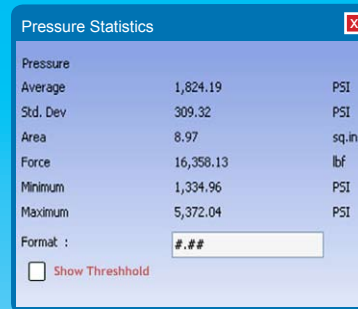 Pressure Statistics X
Pressure
Average 1,824.19 PSI
Std. Dev 309.32 PSI
Area 8.97 sq.in
Force 16,358.13 lbf
Minimum 1,334.96 PSI
Maximum 5,372.04 PSI
Format : #.##
Show Threshhold